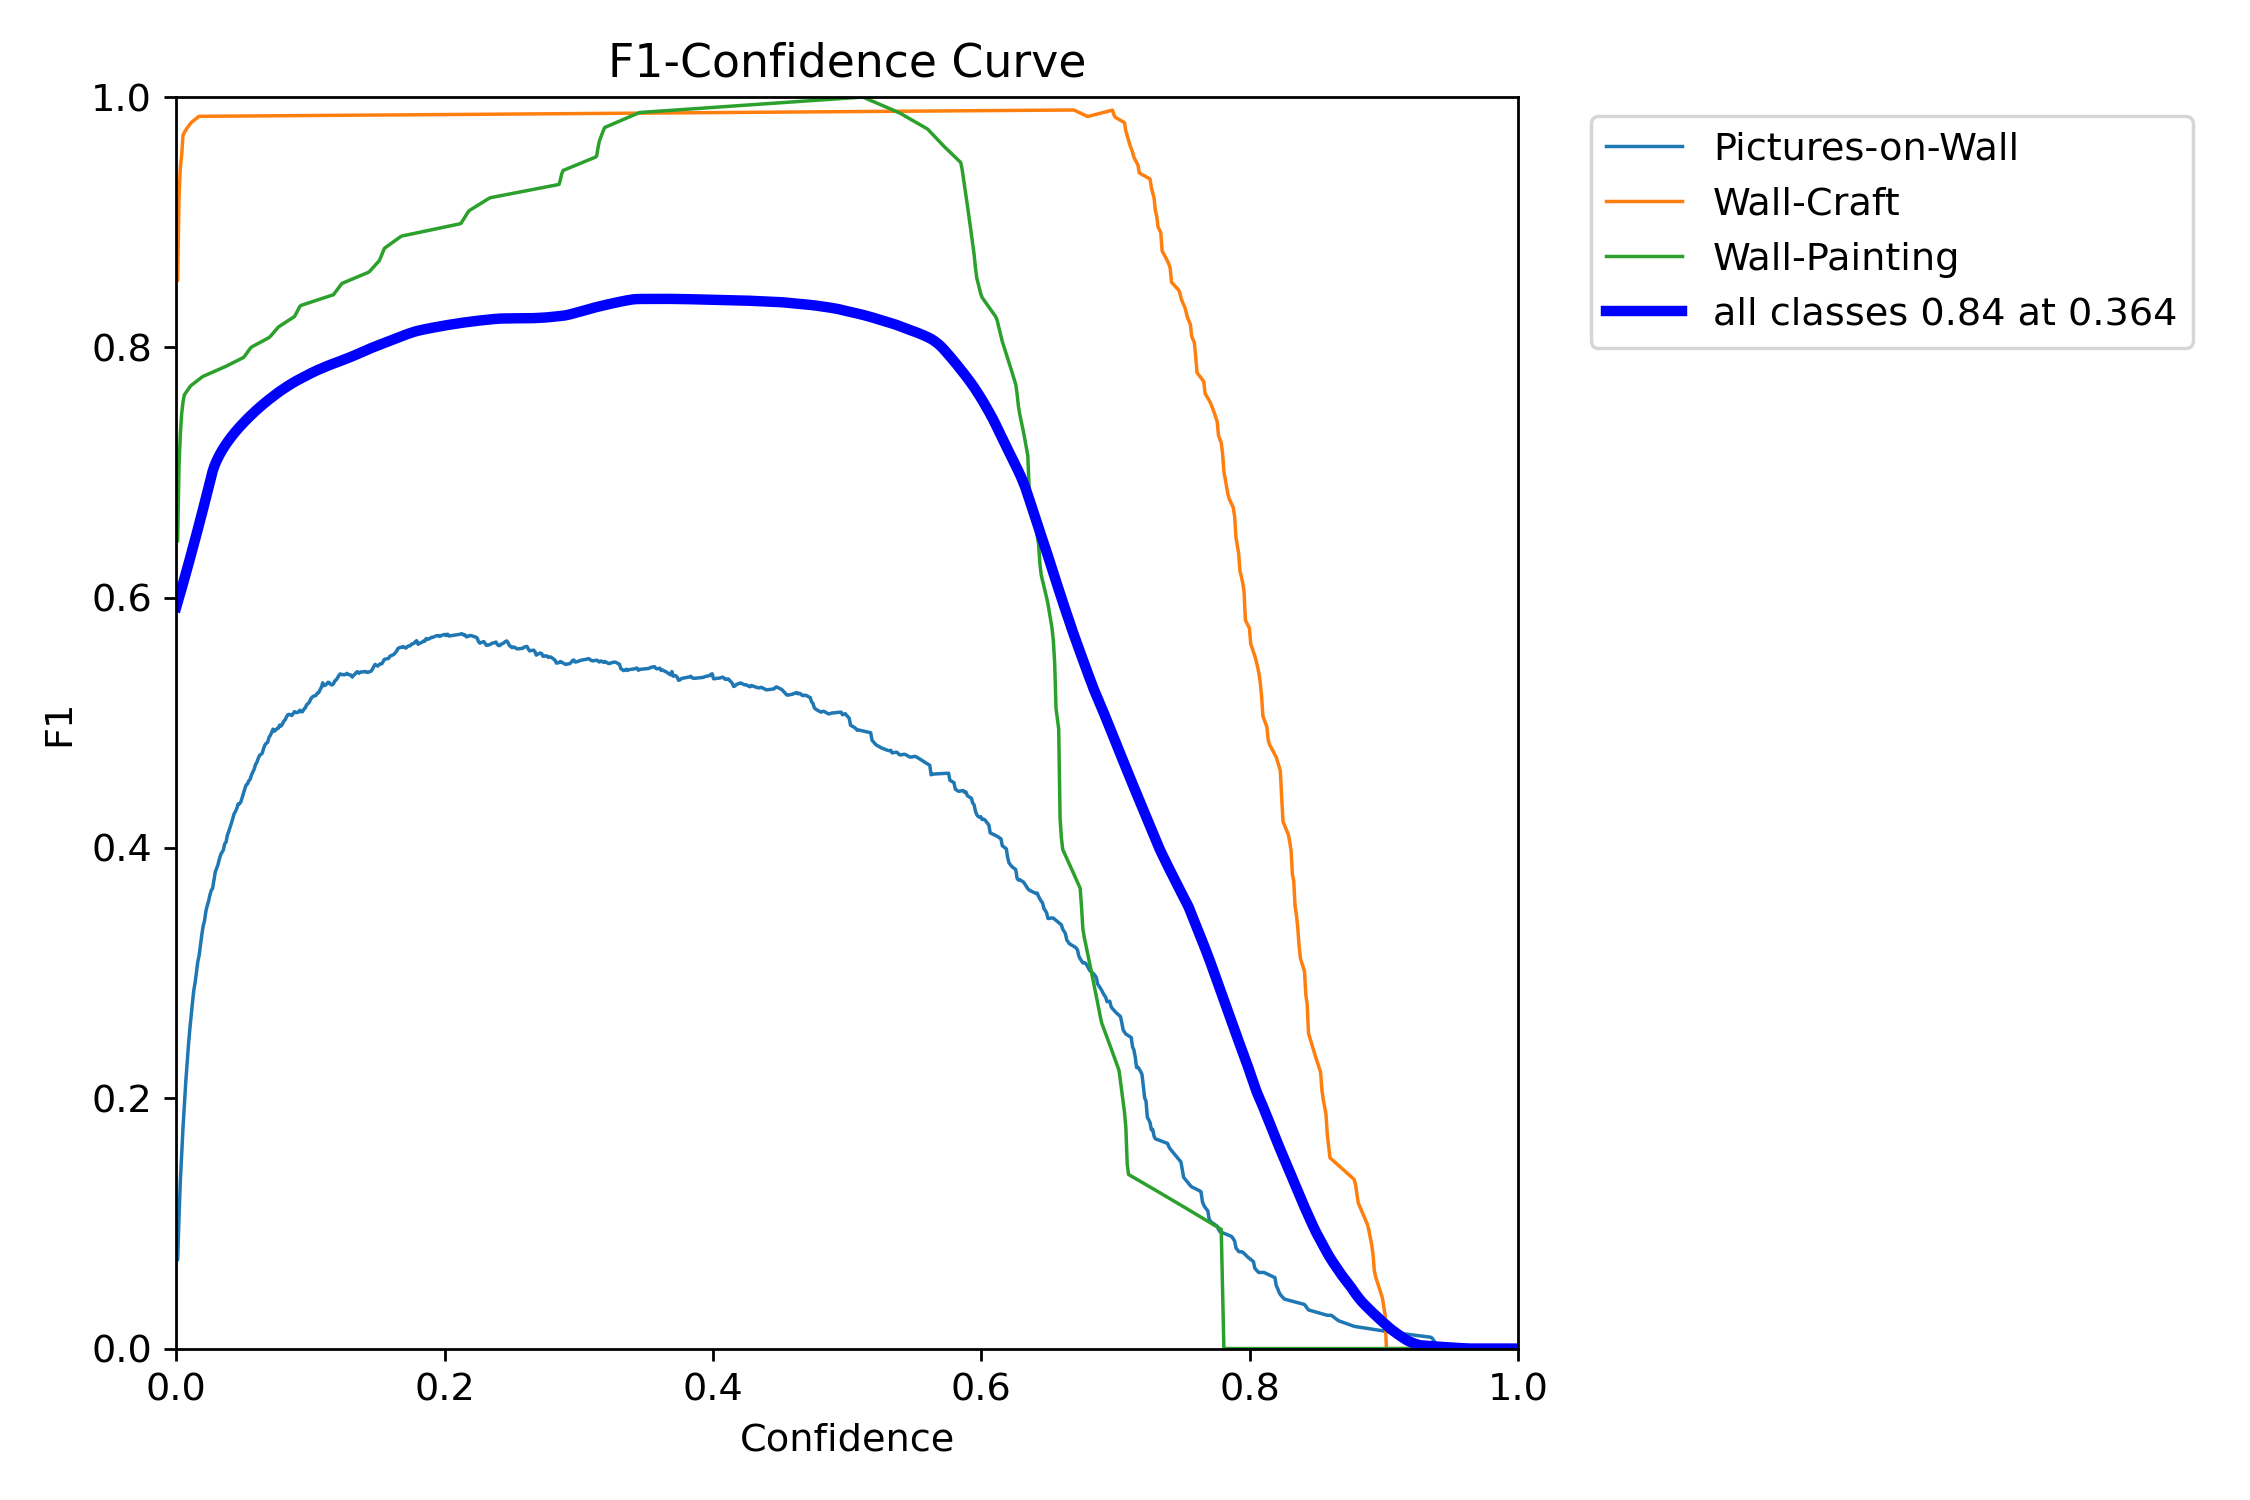 F1-Confidence Curve
1.0
0.8
0.6
0.4
0.2
0.0
F1
0.0 0.2 0.4 0.6 0.8 1.0
Confidence
Pictures-on-Wall
Wall-Craft
Wall-Painting
all classes 0.84 at 0.364